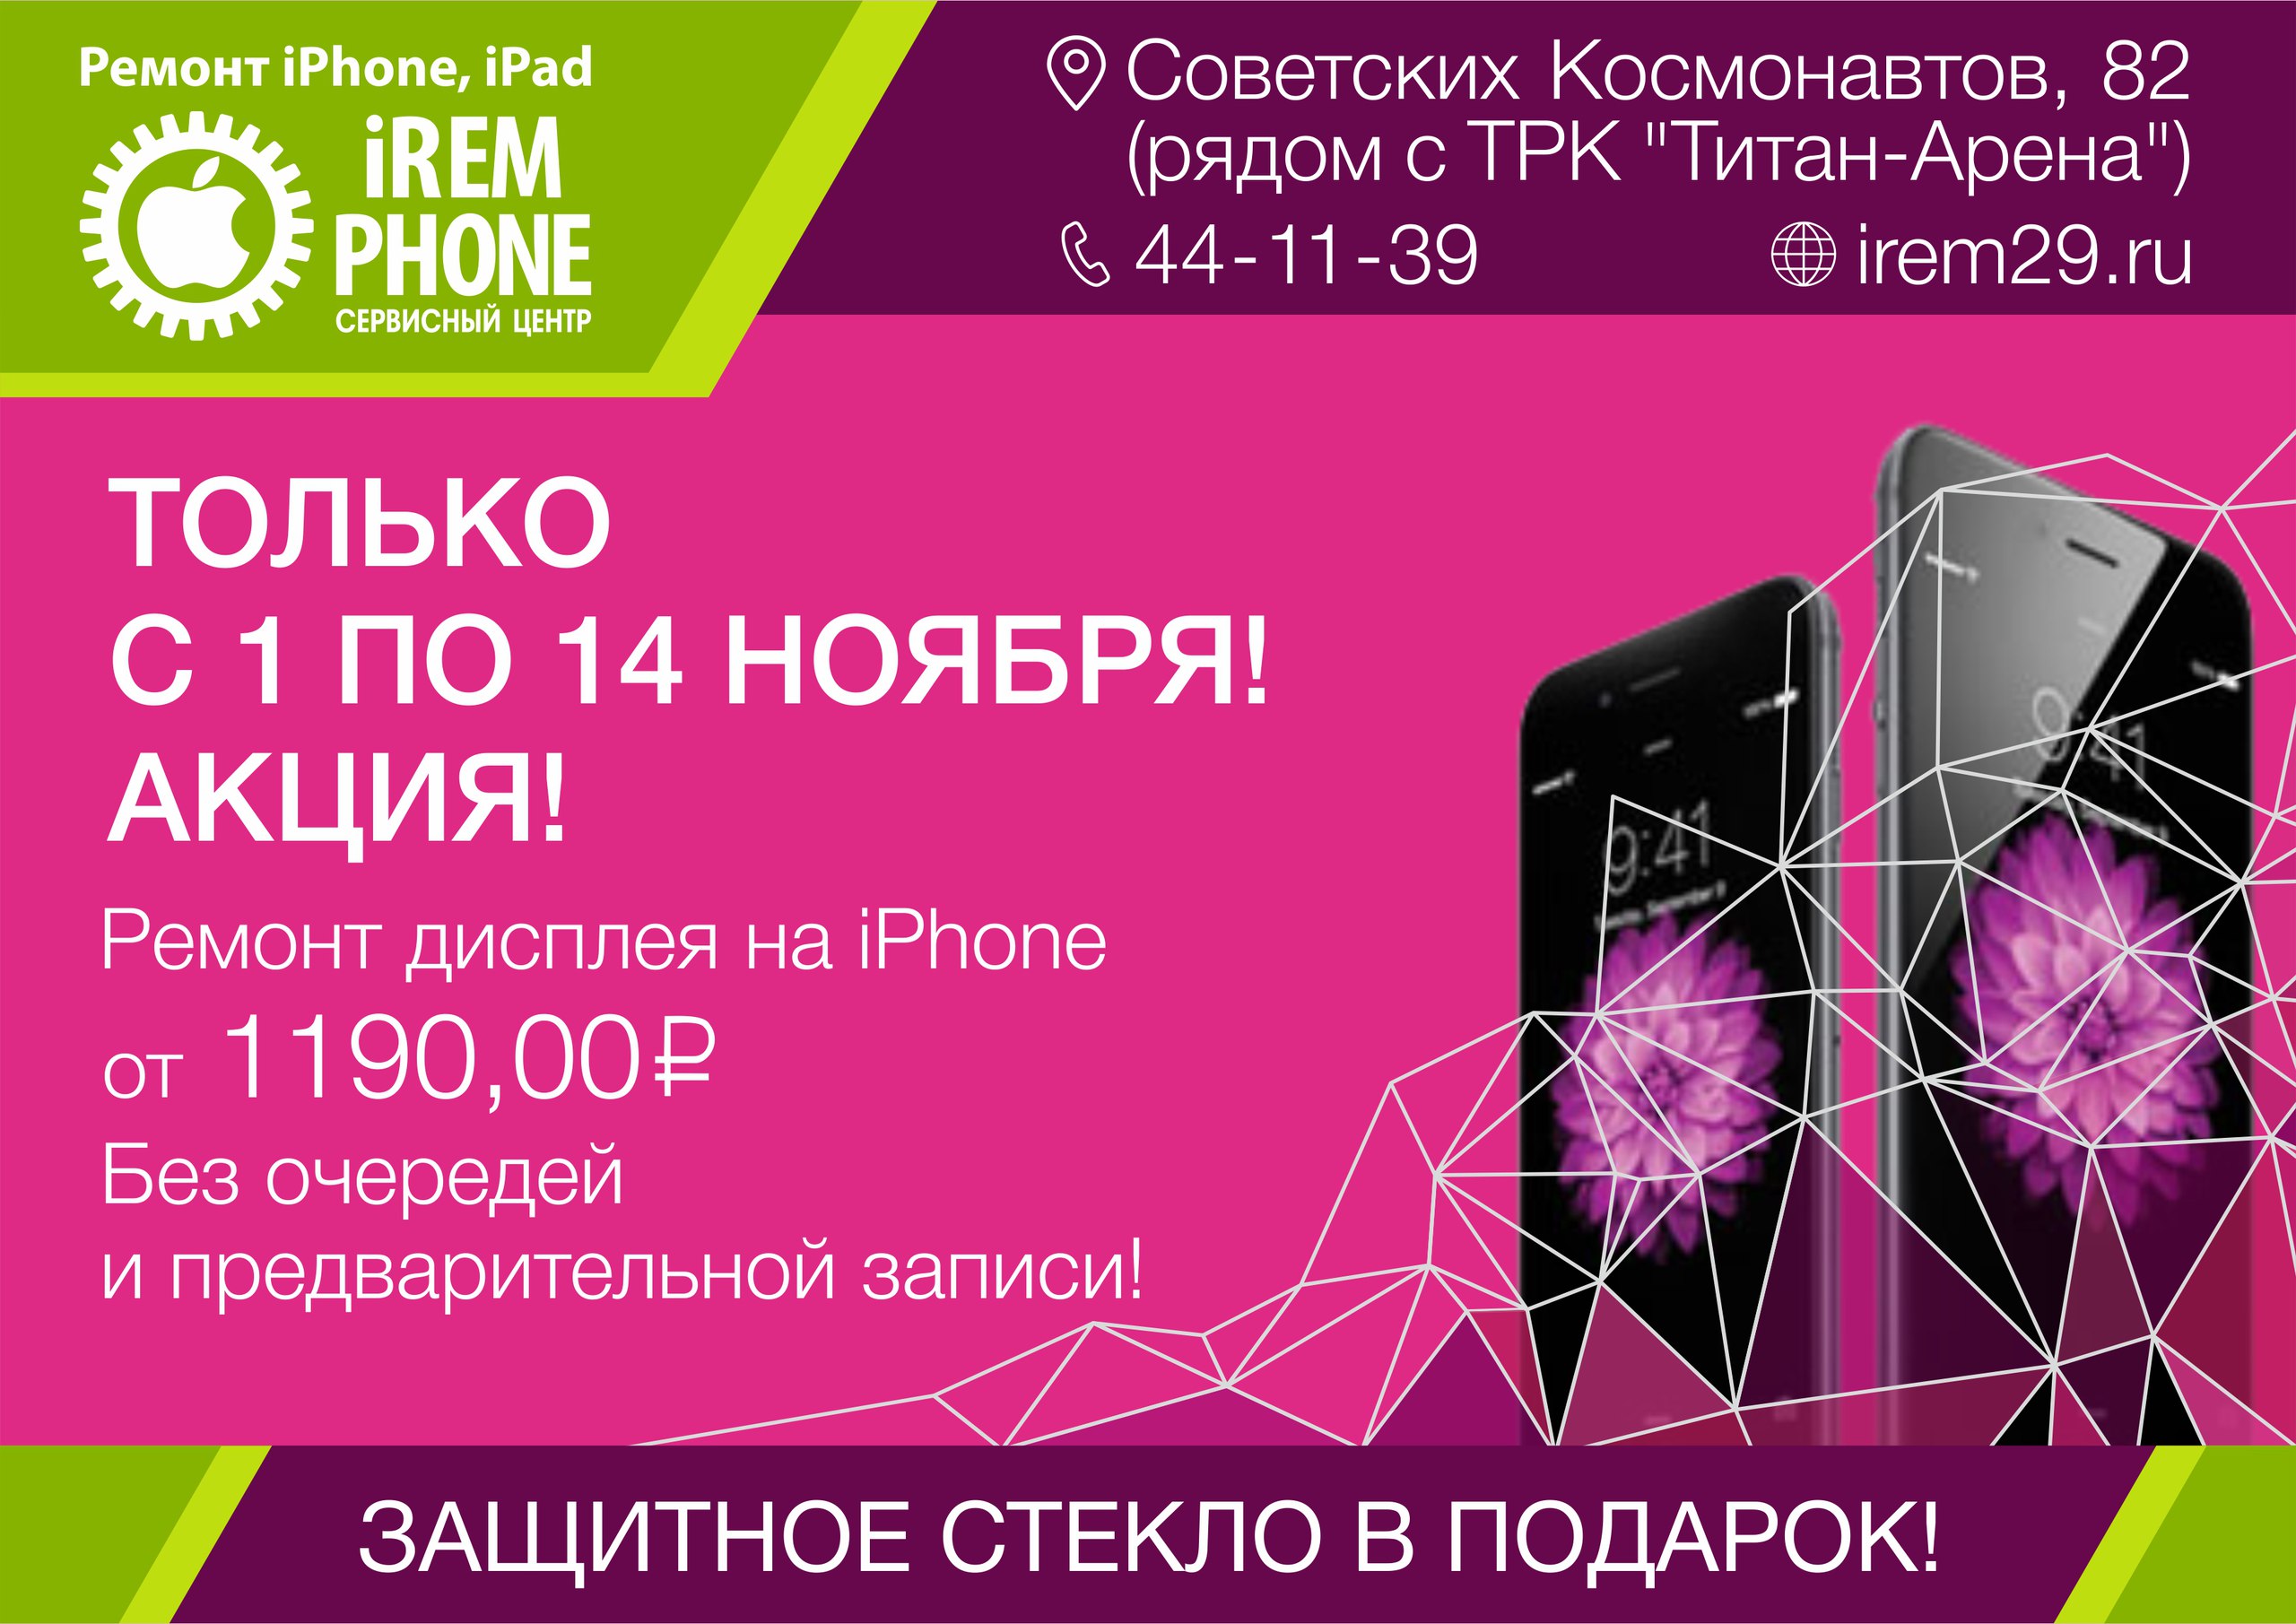 Ремонт iPhone, iPad
iREM
PHONE
СЕРВИСНЫЙ ЦЕНТР
Советских Космонавтов, 82
(рядом с ТРК "Титан-Арена")
44-11-39
irem29.ru
ТОЛЬКО
С 1 ПО 14 НОЯБРЯ!
АКЦИЯ!
Ремонт дисплея на iPhone
от 1190,00₽
Без очередей
и предварительной записи!
9:41
9:41
ЗАЩИТНОЕ СТЕКЛО В ПОДАРОК!